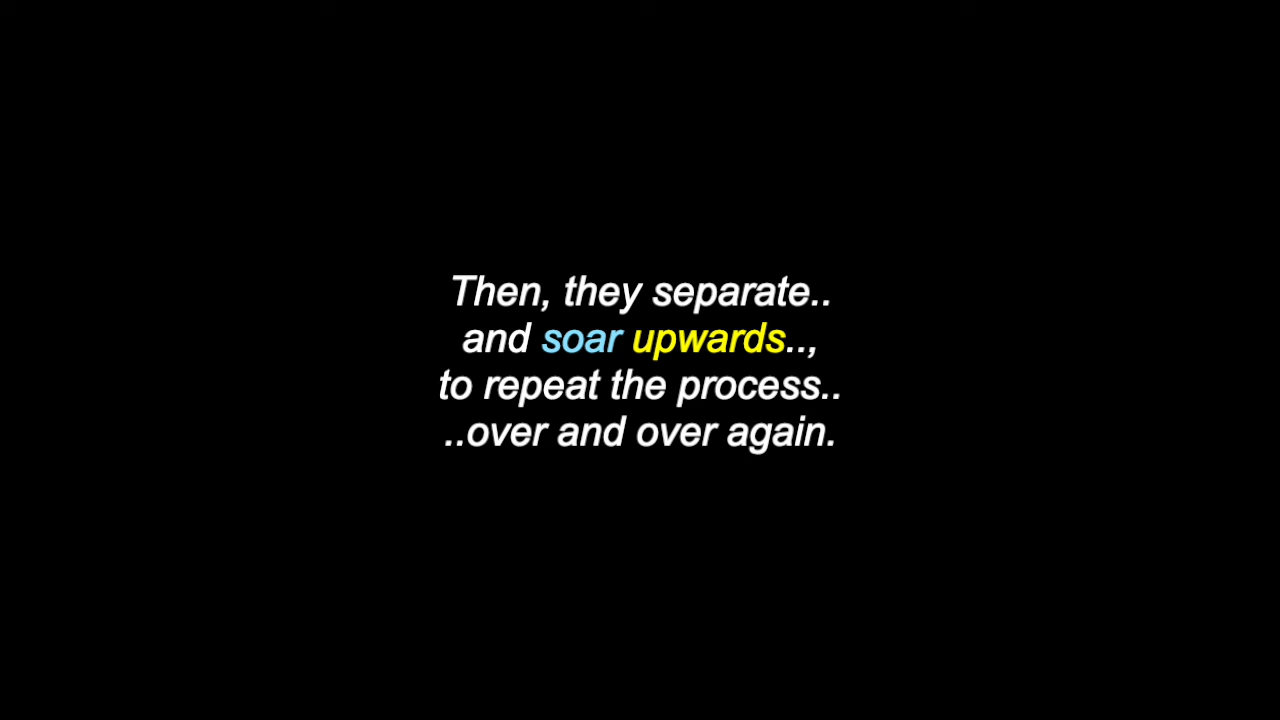 Then, they separate..
and soar upwards..,
to repeat the process..
..over and over again.